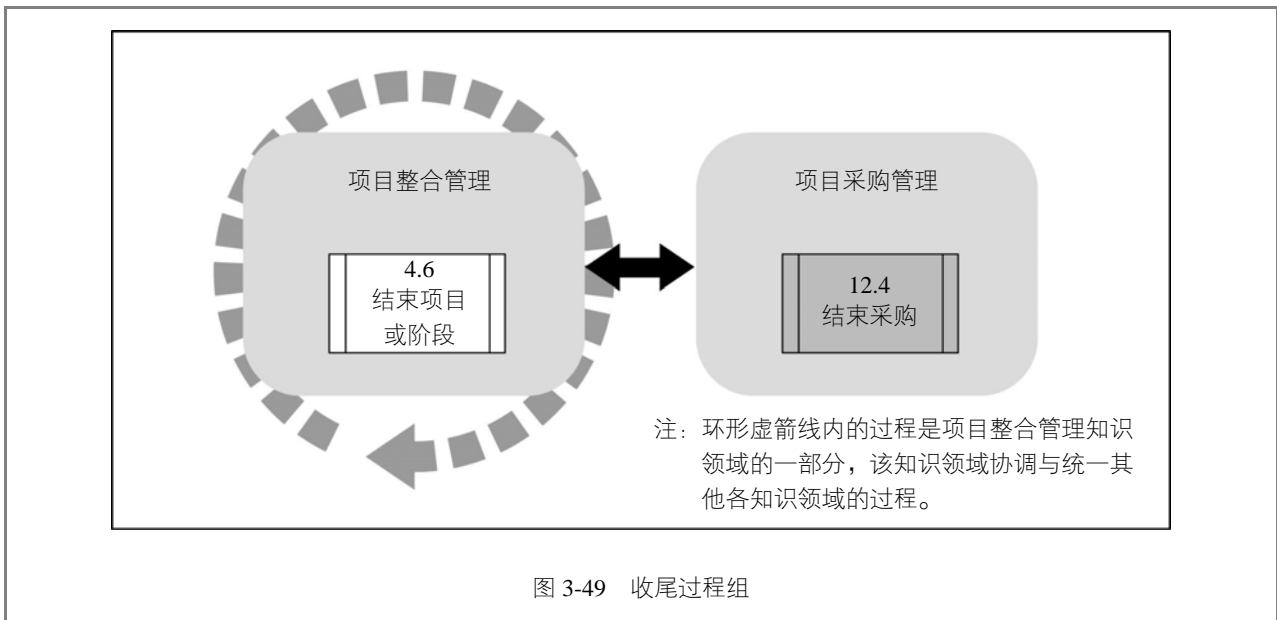 项目整合管理
4.6
结束项目
或阶段
项目采购管理
12.4
结束采购
注：环形虚箭线内的过程是项目整合管理知识
领域的一部分，该知识领域协调与统一其
他各知识领域的过程。
图 3-49 收尾过程组